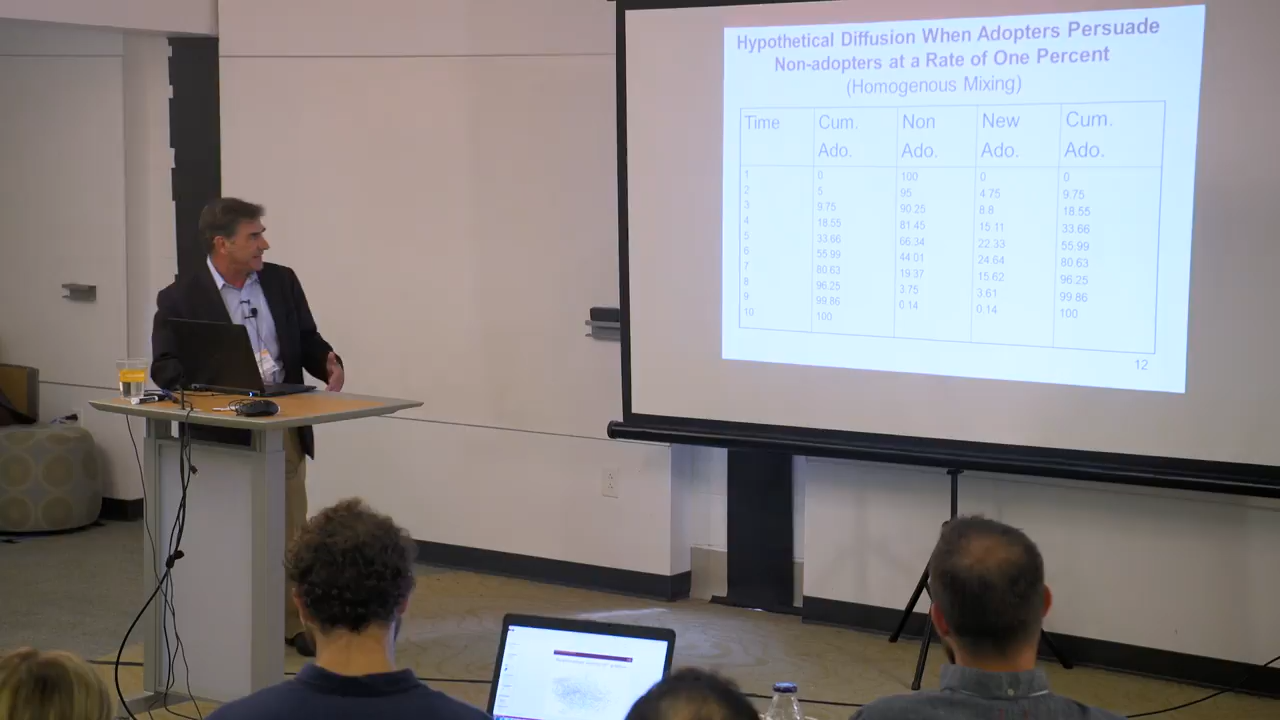 Hypothetical Diffusion When Adopters Persuade
Non-adopters at a Rate of One Percent
(Homogenous Mixing)
Time Cum. Ado. Non Ado. New Ado. Cum. Ado.
1 0 100 0 0
2 5 95 4.75 9.75
3 9.75 90.25 8.8 18.55
4 18.55 81.45 15.11 33.66
5 33.66 66.34 22.33 55.99
6 55.99 44.01 24.64 80.63
7 80.63 19.37 15.62 96.25
8 96.25 3.75 3.61 99.86
9 99.86 0.14 0.14 100
10 100
12